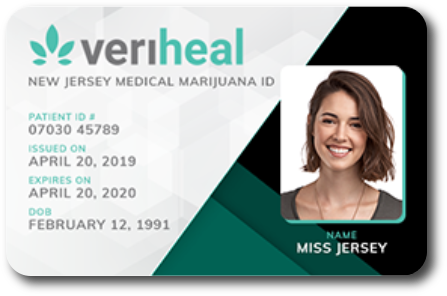 veriheal
NEW JERSEY MEDICAL MARIJUANA ID
PATIENT ID #
07030 45789
ISSUED ON
APRIL 20, 2019
EXPIRES ON
APRIL 20, 2020
DOB
FEBRUARY 12, 1991
NAME
MISS JERSEY